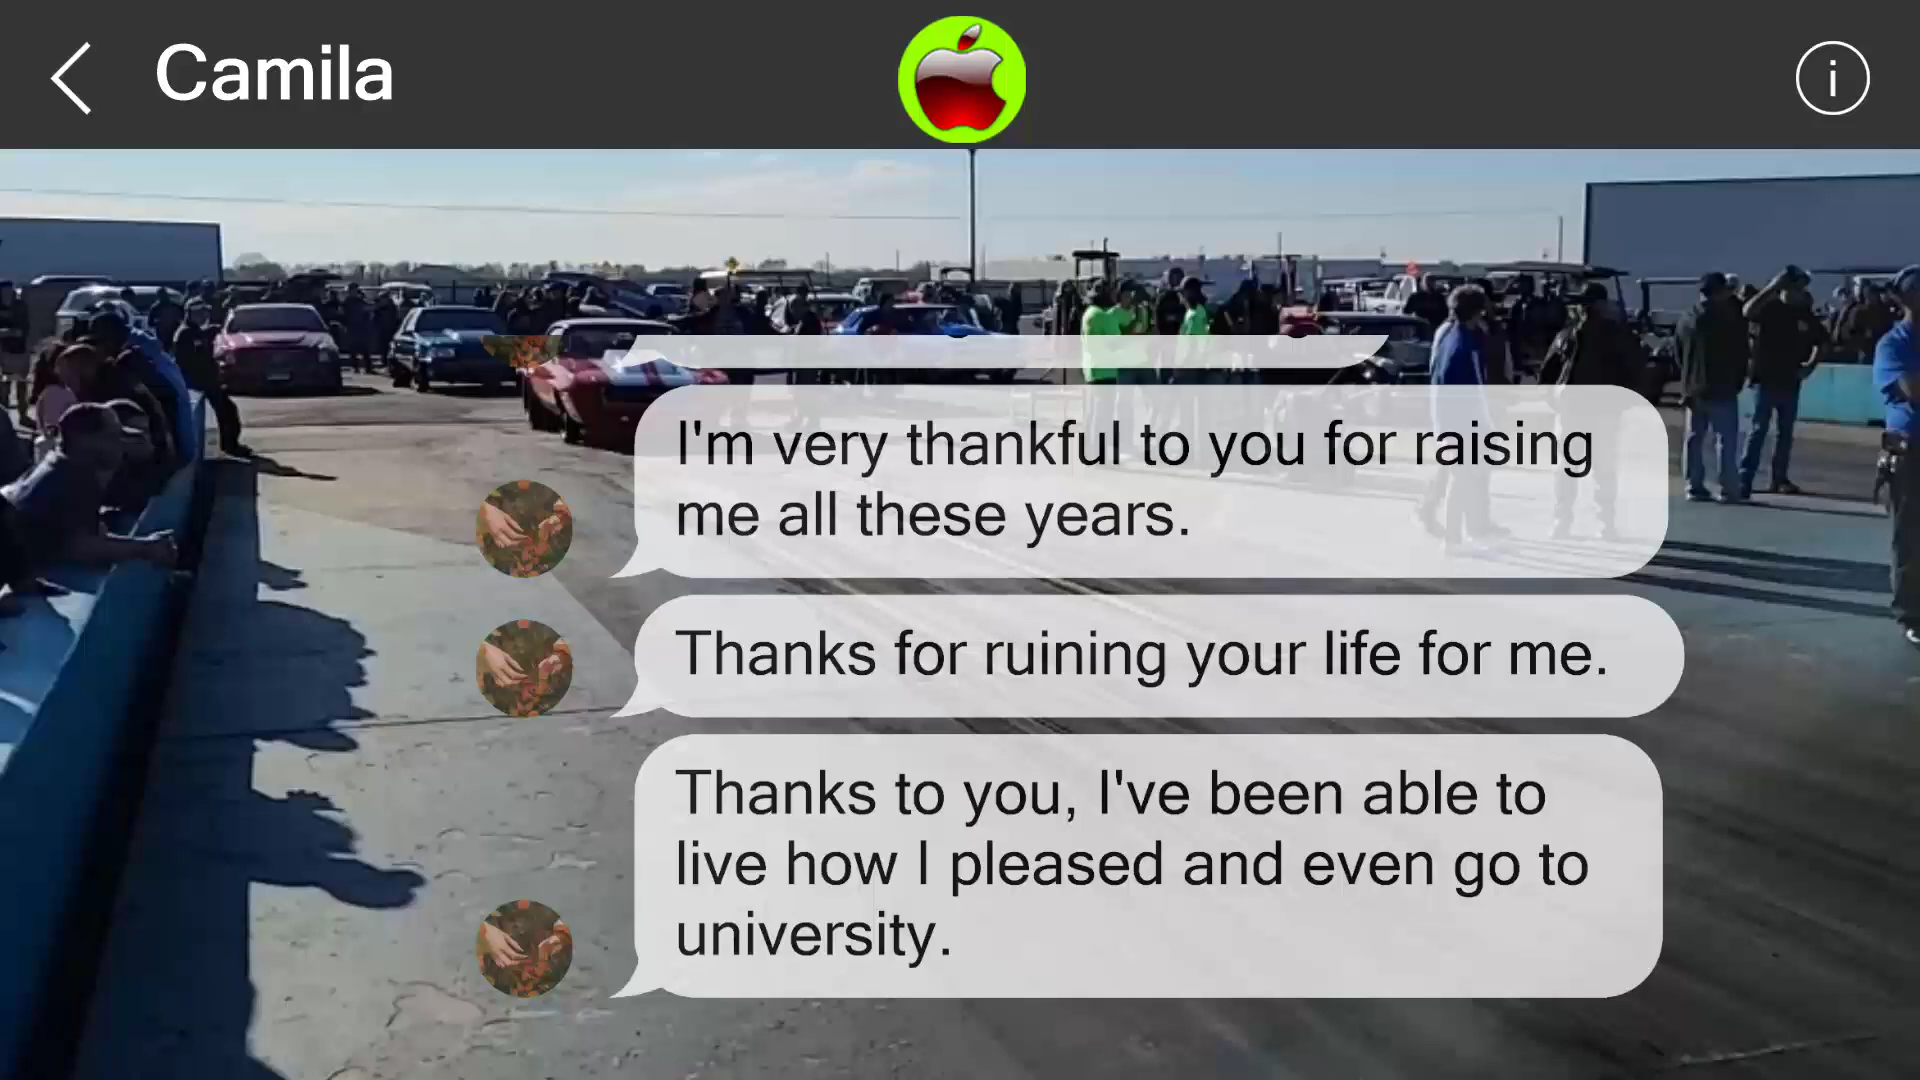 Camila
i
I'm very thankful to you for raising
me all these years.
Thanks for ruining your life for me.
Thanks to you, I've been able to
live how I pleased and even go to
university.